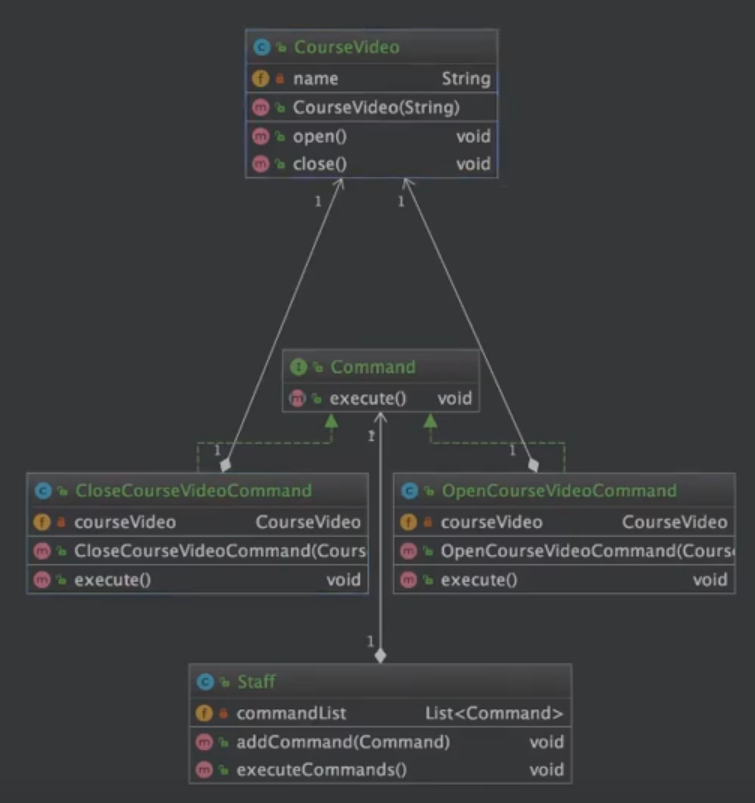 CourseVideo
name String
CourseVideo(String)
open() void
close() void
1 1
Command
execute() void
1 1
CloseCourseVideoCommand
courseVideo CourseVideo
CloseCourseVideoCommand(Cours
execute() void
OpenCourseVideoCommand
courseVideo CourseVideo
OpenCourseVideoCommand(Cours
execute() void
1
Staff
commandList List<Command>
addCommand(Command) void
executeCommands() void